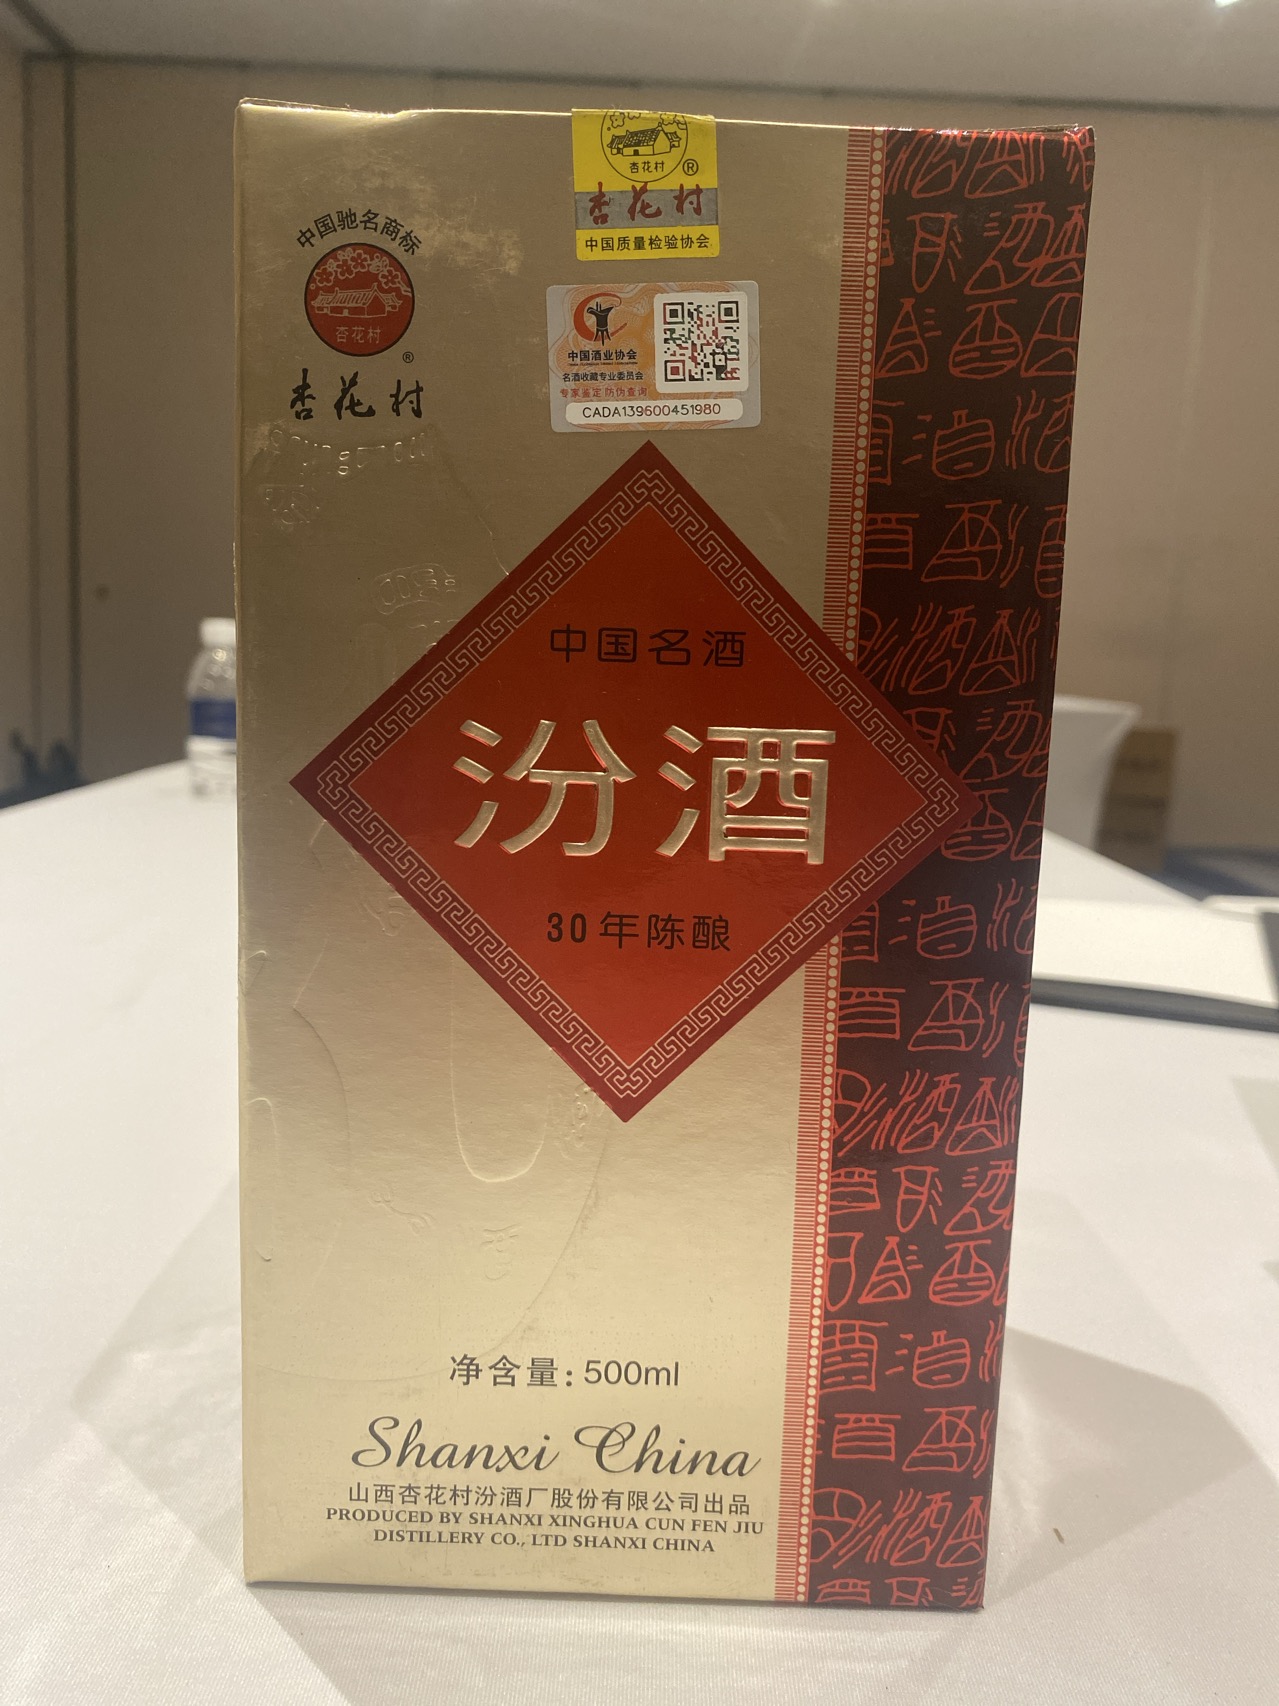 杏花村
®
杏花村
中国质量检验协会
中国驰名商标
杏花村
®
杏花村
中国酒业协会
名酒收藏专业委员会
专家鉴定 防伪查询
CADA139600451980
中国名酒
汾酒
30年陈酿
净含量:500ml
Shanxi China
山西杏花村汾酒厂股份有限公司出品
PRODUCED BY SHANXI XINGHUA CUN FEN JIU
DISTILLERY CO., LTD SHANXI CHINA